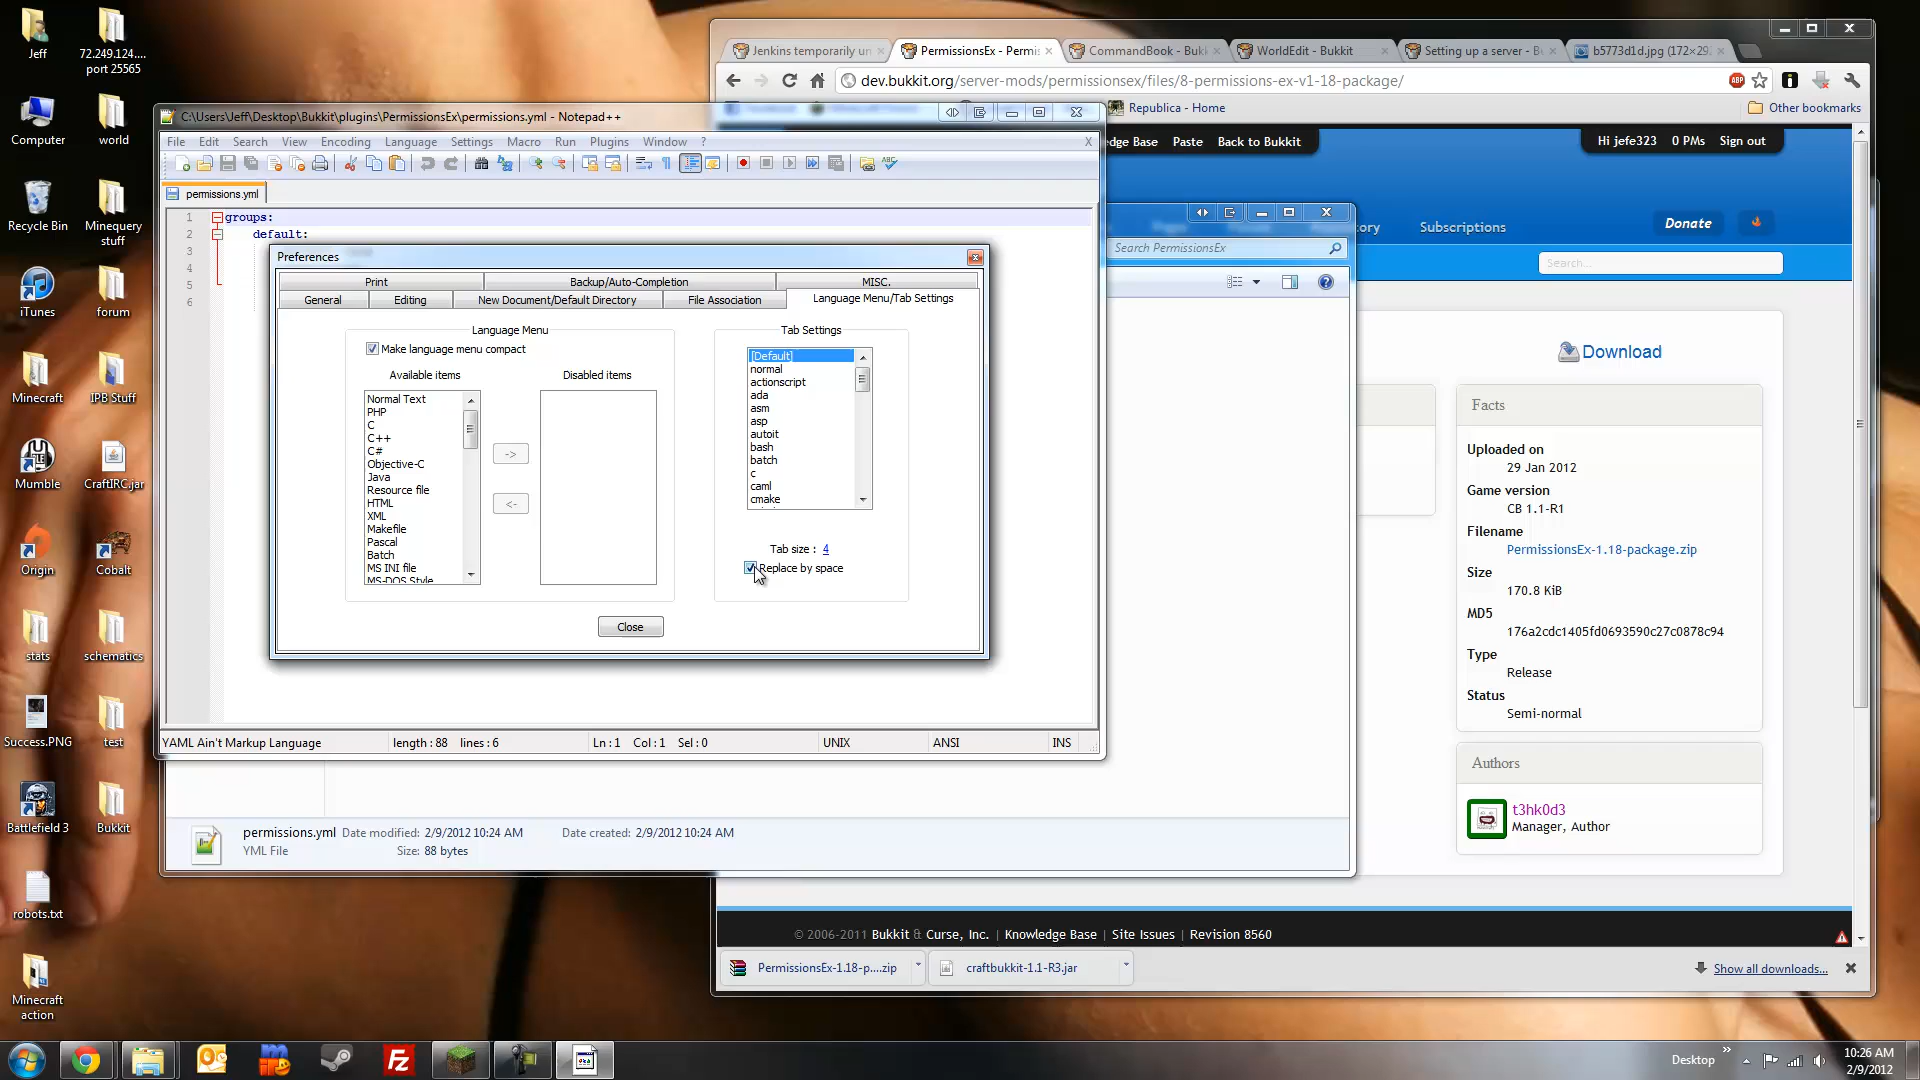 Jeff
72.249.124....
port 25565
Computer
world
Recycle Bin
Minequery
stuff
iTunes
forum
Minecraft
IPB Stuff
Mumble
CraftIRC.jar
Origin
Cobalt
stats
schematics
Success.PNG
test
Battlefield 3
Bukkit
robots.txt
Minecraft
action
Jenkins temporarily un
PermissionsEx - Permis
CommandBook - Bukk
WorldEdit - Bukkit
Setting up a server - B
b5773d1d.jpg (172×29
dev.bukkit.org/server-mods/permissionsex/files/8-permissions-ex-v1-18-package/
ABP
Republica - Home
Other bookmarks
Paste
Back to Bukkit
Hi jefe323
0 PMs
Sign out
Subscriptions
Donate
Search...
Download
Facts
Uploaded on
29 Jan 2012
Game version
CB 1.1-R1
Filename
PermissionsEx-1.18-package.zip
Size
170.8 KiB
MD5
176a2cdc1405fd0693590c27c0878c94
Type
Release
Status
Semi-normal
Authors
t3hk0d3
Manager, Author
© 2006-2011 Bukkit & Curse, Inc. | Knowledge Base | Site Issues | Revision 8560
PermissionsEx-1.18-p....zip
craftbukkit-1.1-R3.jar
Show all downloads...
C:\Users\Jeff\Desktop\Bukkit\plugins\PermissionsEx\permissions.yml - Notepad++
File Edit Search View Encoding Language Settings Macro Run Plugins Window ?
X
permissions.yml
1 groups:
2 default:
3
4
5
6
Preferences
Print
Backup/Auto-Completion
MISC.
General
Editing
New Document/Default Directory
File Association
Language Menu/Tab Settings
Language Menu
Make language menu compact
Available items
Disabled items
Normal Text
PHP
C
C++
C#
Objective-C
Java
Resource file
HTML
XML
Makefile
Pascal
Batch
MS INI file
MS-DOS Style
->
<-
Tab Settings
[Default]
normal
actionscript
ada
asm
asp
autoit
bash
batch
c
caml
cmake
Tab size : 4
Replace by space
Close
YAML Ain't Markup Language
length : 88 lines : 6
Ln : 1 Col : 1 Sel : 0
UNIX
ANSI
INS
Search PermissionsEx
permissions.yml Date modified: 2/9/2012 10:24 AM
Date created: 2/9/2012 10:24 AM
YML File
Size: 88 bytes
Desktop
10:26 AM
2/9/2012